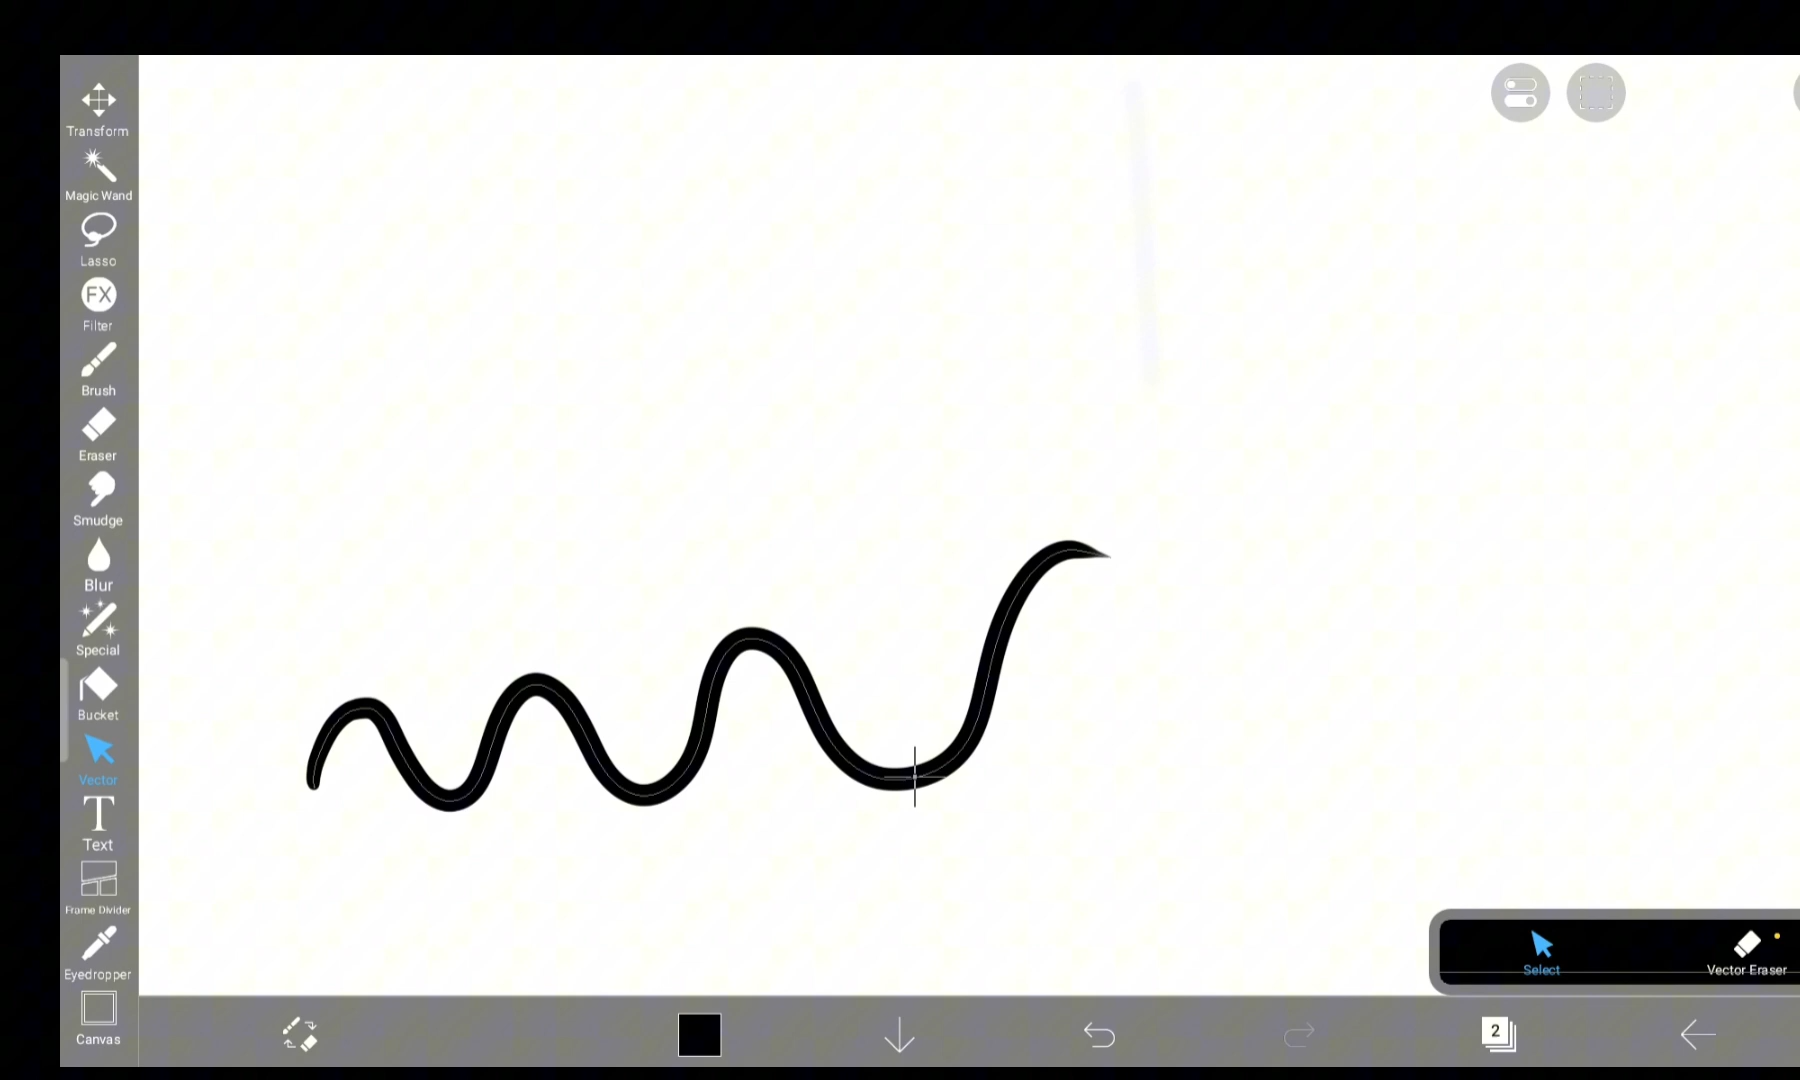 Transform
Magic Wand
Lasso
FX
Filter
Brush
Eraser
Smudge
Blur
Special
Bucket
Vector
T
Text
Frame Divider
Eyedropper
Canvas
Select
Vector Eraser
2